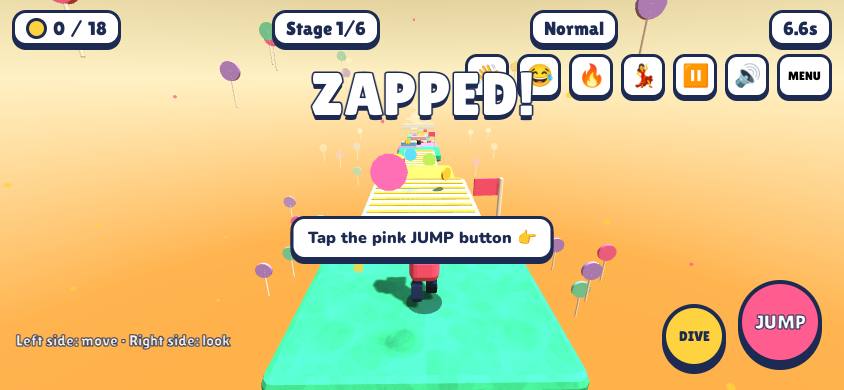 0 / 18
Stage 1/6
Normal
6.6s
MENU
ZAPPED!
Tap the pink JUMP button 👉
Left side: move · Right side: look
DIVE
JUMP